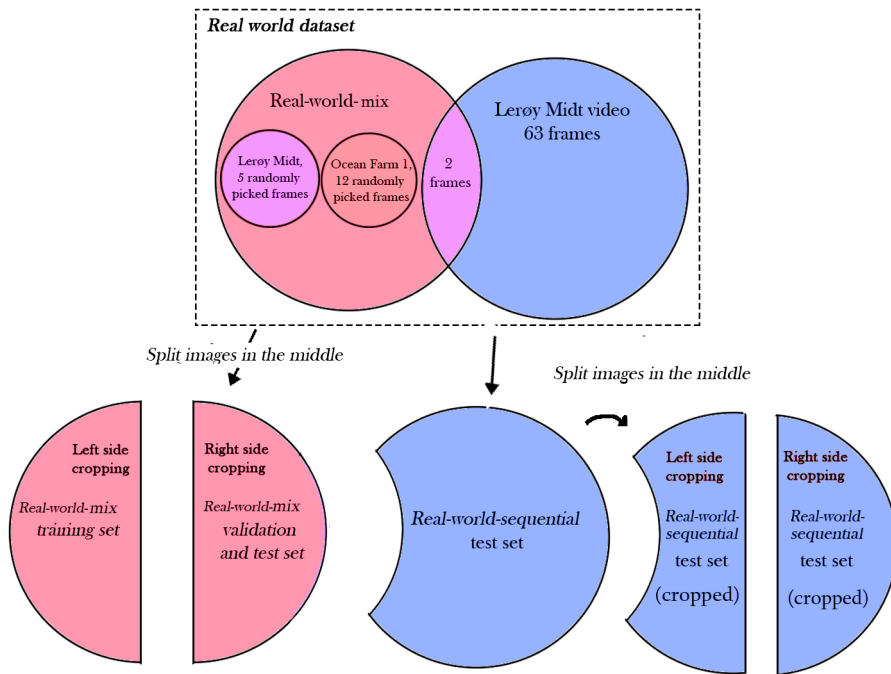 Real world dataset
Real-world-mix
Lerøy Midt,
5 randomly
picked frames
Ocean Farm 1,
12 randomly
picked frames
2
frames
Lerøy Midt video
63 frames
Split images in the middle
Split images in the middle
Left side
cropping
Real-world-mix
training set
Right side
cropping
Real-world-mix
validation
and test set
Real-world-sequential
test set
Left side
cropping
Real-world-
sequential
test set
(cropped)
Right side
cropping
Real-world-
sequential
test set
(cropped)